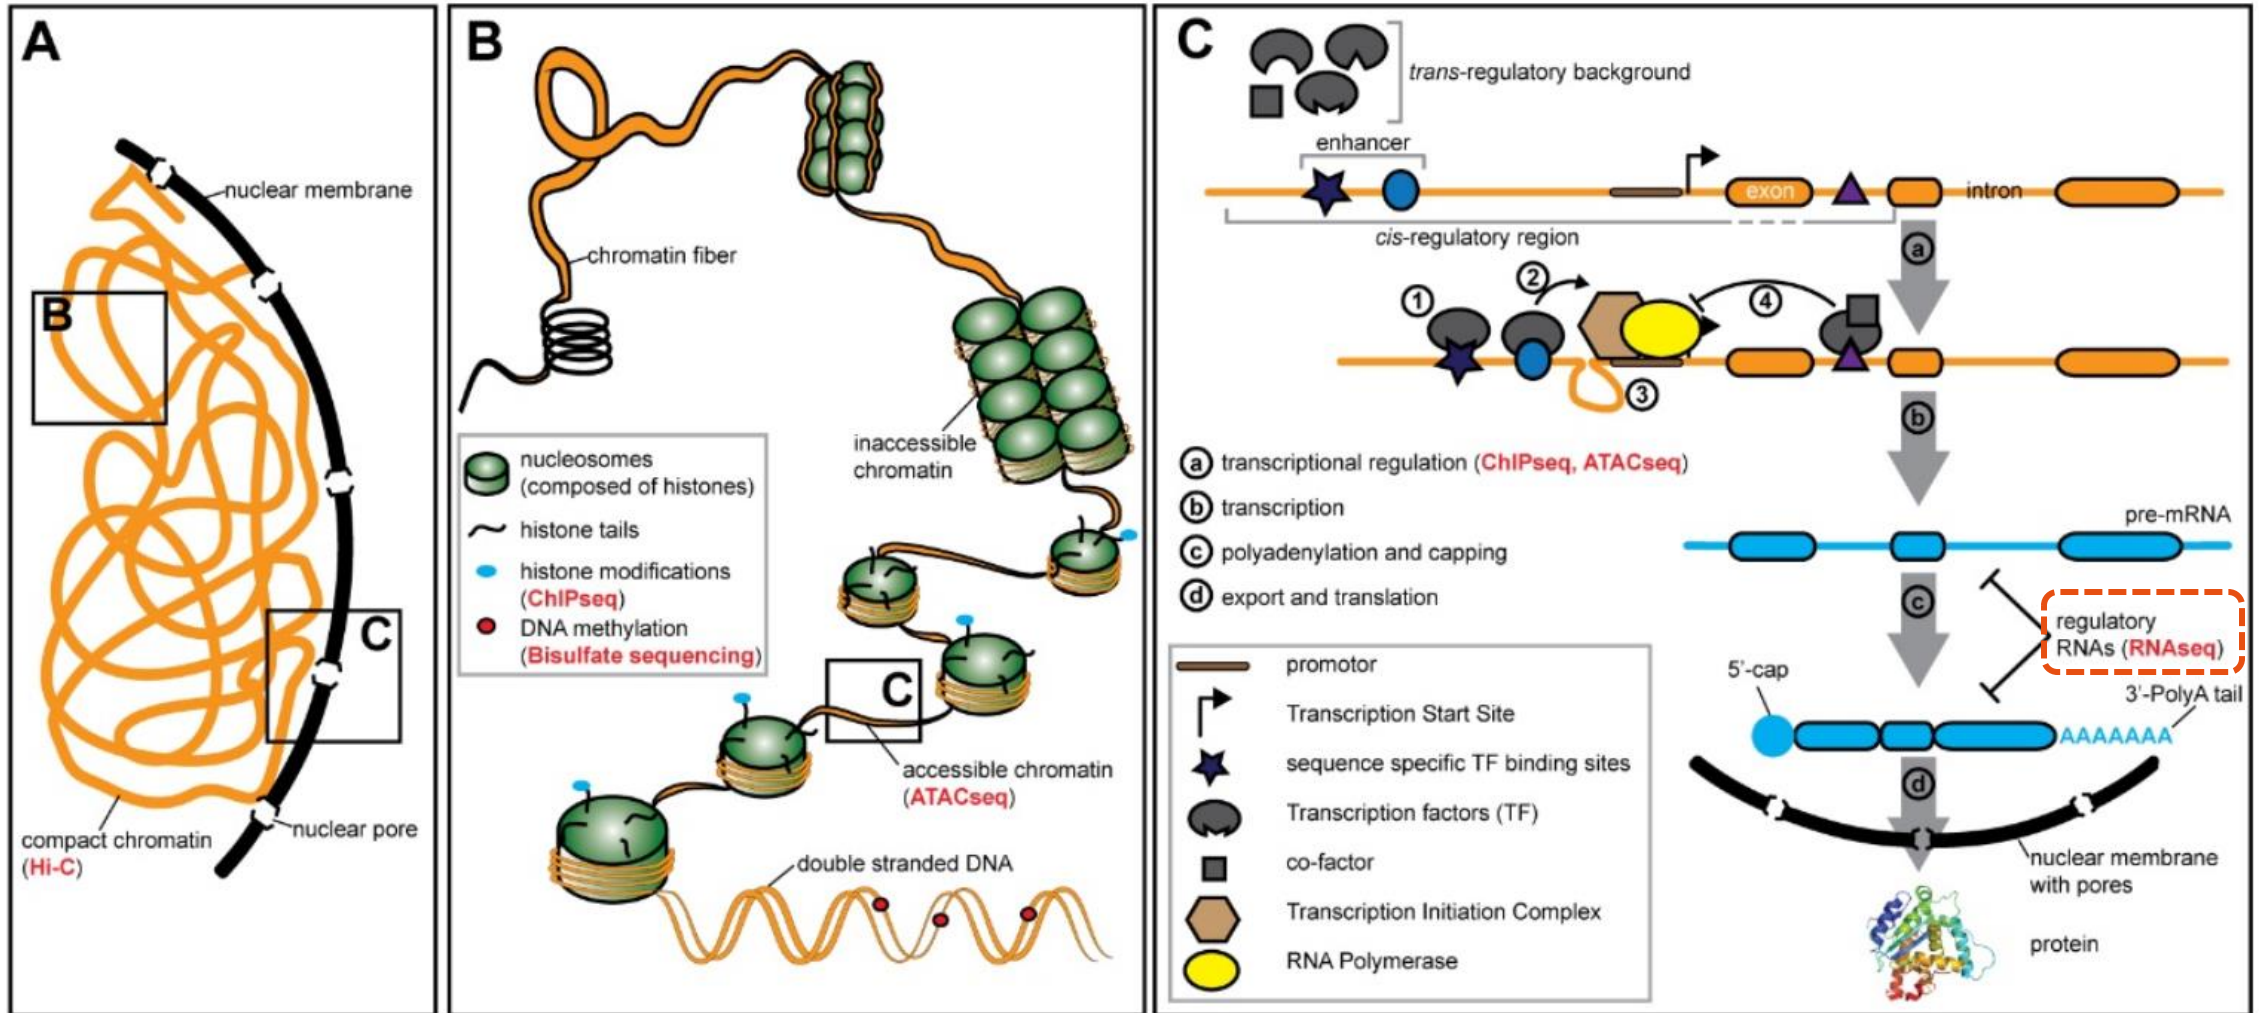 A
nuclear membrane
B
C
compact chromatin
(Hi-C)
nuclear pore
B
chromatin fiber
inaccessible
chromatin
nucleosomes
(composed of histones)
histone tails
histone modifications
(ChIPseq)
DNA methylation
(Bisulfate sequencing)
C
accessible chromatin
(ATACseq)
double stranded DNA
C
trans-regulatory background
enhancer
exon
intron
cis-regulatory region
a
1
2
4
3
b
a transcriptional regulation (ChIPseq, ATACseq)
b transcription
c polyadenylation and capping
d export and translation
pre-mRNA
c
regulatory
RNAs (RNAseq)
5'-cap
3'-PolyA tail
AAAAAAA
d
nuclear membrane
with pores
protein
promotor
Transcription Start Site
sequence specific TF binding sites
Transcription factors (TF)
co-factor
Transcription Initiation Complex
RNA Polymerase